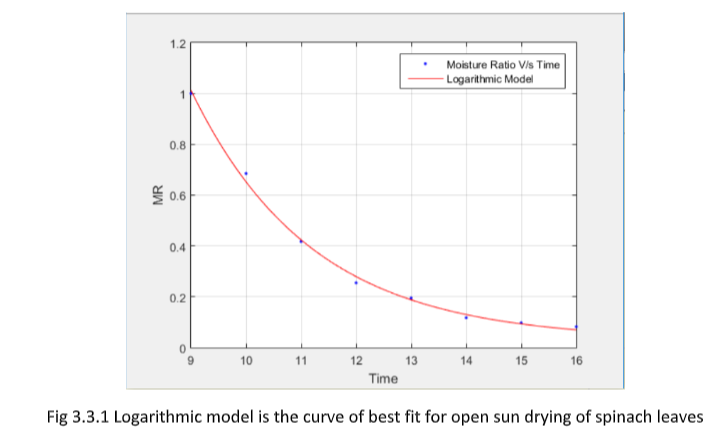 1.2
1
0.8
0.6
0.4
0.2
0
MR
Moisture Ratio V/s Time
Logarithmic Model
9 10 11 12 13 14 15 16
Time
Fig 3.3.1 Logarithmic model is the curve of best fit for open sun drying of spinach leaves